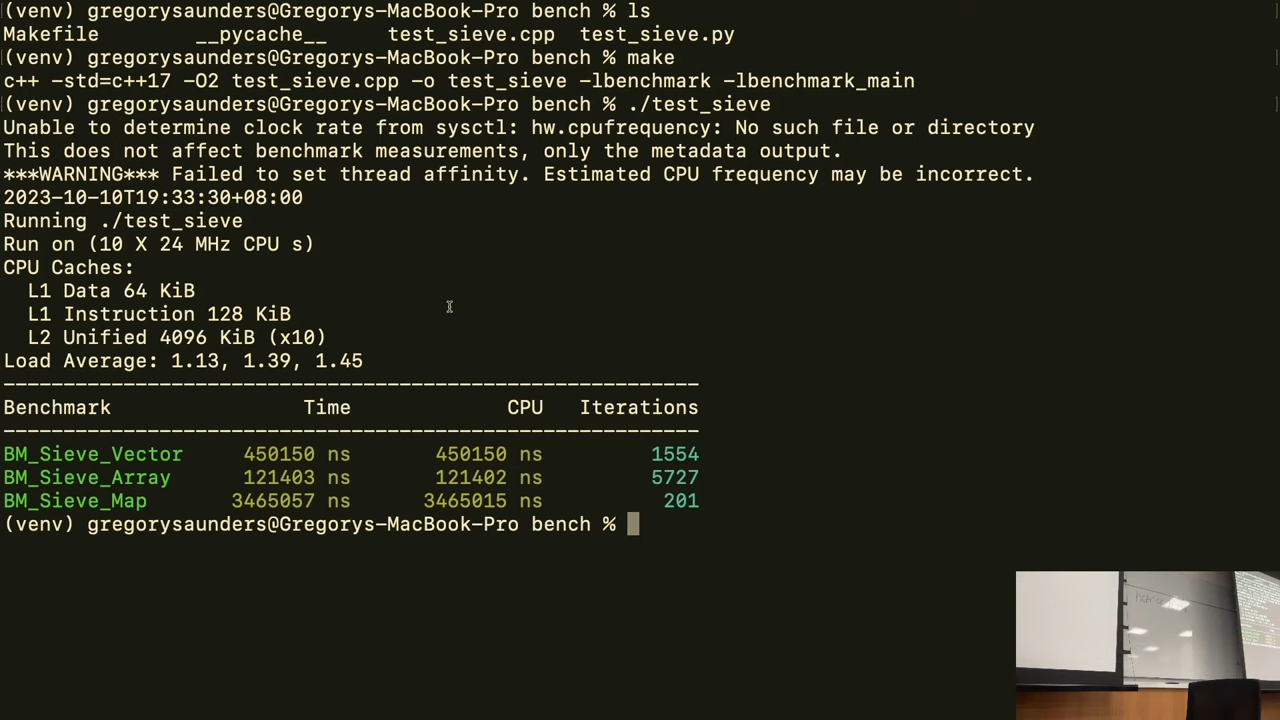 (venv) gregorysaunders@Gregorys-MacBook-Pro bench % ls
Makefile        __pycache__     test_sieve.cpp  test_sieve.py
(venv) gregorysaunders@Gregorys-MacBook-Pro bench % make
c++ -std=c++17 -O2 test_sieve.cpp -o test_sieve -lbenchmark -lbenchmark_main
(venv) gregorysaunders@Gregorys-MacBook-Pro bench % ./test_sieve
Unable to determine clock rate from sysctl: hw.cpufrequency: No such file or directory
This does not affect benchmark measurements, only the metadata output.
***WARNING*** Failed to set thread affinity. Estimated CPU frequency may be incorrect.
2023-10-10T19:33:30+08:00
Running ./test_sieve
Run on (10 X 24 MHz CPU s)
CPU Caches:
  L1 Data 64 KiB
  L1 Instruction 128 KiB
  L2 Unified 4096 KiB (x10)
Load Average: 1.13, 1.39, 1.45
----------------------------------------------------------
Benchmark                Time             CPU   Iterations
----------------------------------------------------------
BM_Sieve_Vector     450150 ns       450150 ns         1554
BM_Sieve_Array      121403 ns       121402 ns         5727
BM_Sieve_Map       3465057 ns      3465015 ns          201
(venv) gregorysaunders@Gregorys-MacBook-Pro bench %